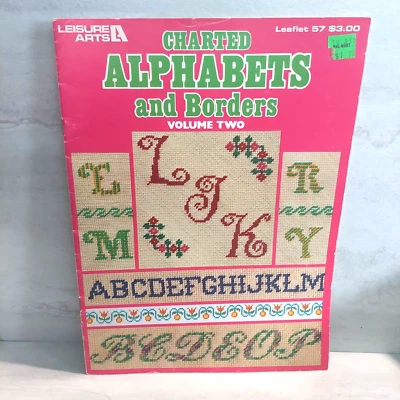 LEISURE
ARTS
Leaflet 57 $3.00
CHARTED
ALPHABETS
and Borders
VOLUME TWO
L
E
J
R
M
K
Y
ABCDEFGHIJKLM
BCDEOP